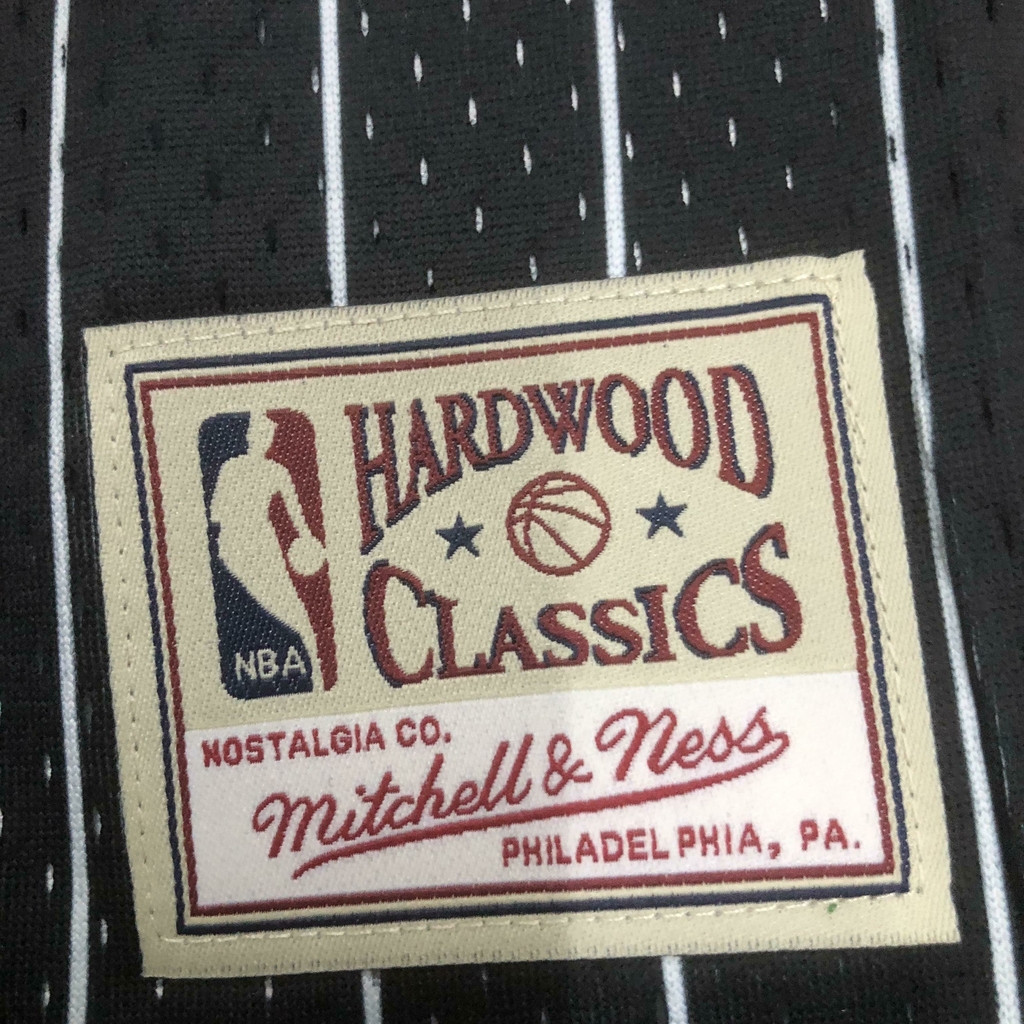 HARDWOOD
CLASSICS
NBA
NOSTALGIA CO.
Mitchell & Ness
PHILADELPHIA, PA.